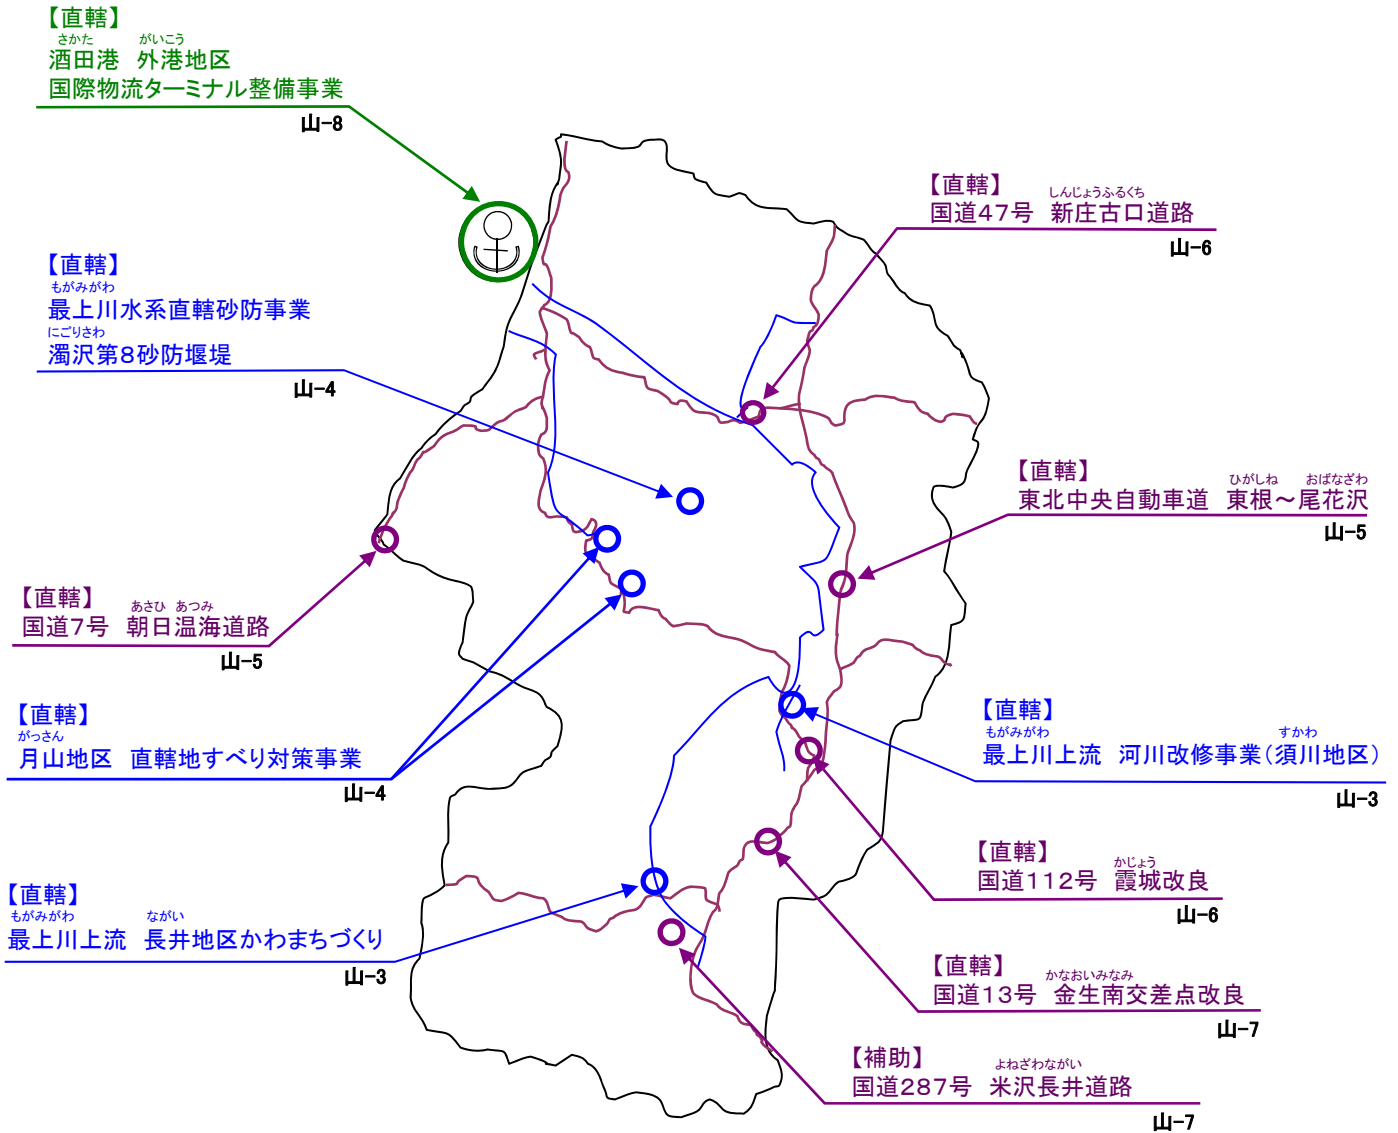 【直轄】
さかた がいこう
酒田港 外港地区
国際物流ターミナル整備事業
山-8
【直轄】
もがみがわ
最上川水系直轄砂防事業
にごりさわ
濁沢第8砂防堰堤
山-4
【直轄】
国道7号 朝日温海道路
あさひ あつみ
山-5
【直轄】
がっさん
月山地区 直轄地すべり対策事業
山-4
【直轄】
もがみがわ ながい
最上川上流 長井地区かわまちづくり
山-3
【直轄】
しんじょうふるくち
国道47号 新庄古口道路
山-6
【直轄】
ひがしね おばなざわ
東北中央自動車道 東根～尾花沢
山-5
【直轄】
もがみがわ すかわ
最上川上流 河川改修事業(須川地区)
山-3
【直轄】
かじょう
国道112号 霞城改良
山-6
【直轄】
かなおいみなみ
国道13号 金生南交差点改良
山-7
【補助】
よねざわながい
国道287号 米沢長井道路
山-7